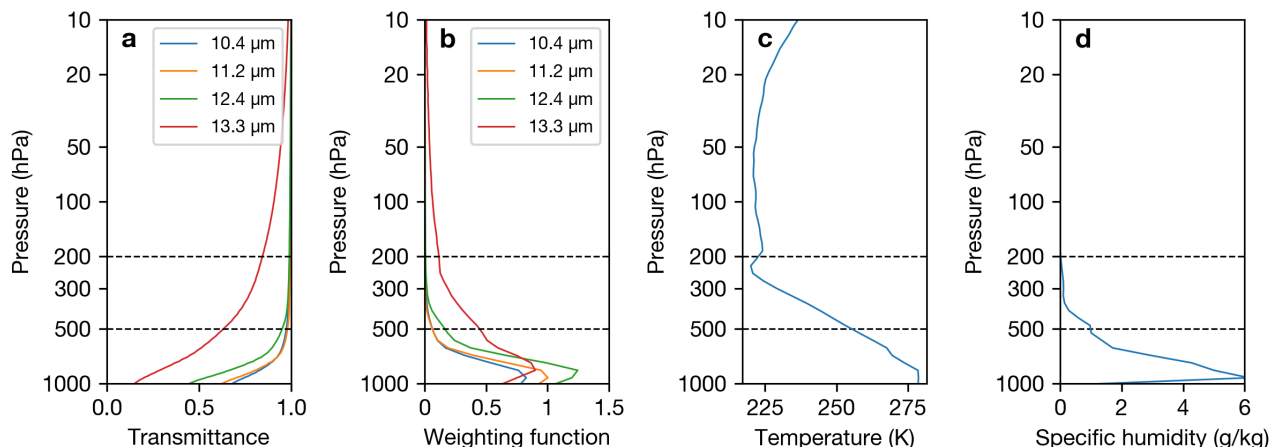 a
10.4 µm
11.2 µm
12.4 µm
13.3 µm
10
20
50
100
200
300
500
1000
Pressure (hPa)
0.0 0.5 1.0
Transmittance
b
10.4 µm
11.2 µm
12.4 µm
13.3 µm
10
20
50
100
200
300
500
1000
Pressure (hPa)
0 0.5 1 1.5
Weighting function
c
10
20
50
100
200
300
500
1000
Pressure (hPa)
225 250 275
Temperature (K)
d
10
20
50
100
200
300
500
1000
Pressure (hPa)
0 2 4 6
Specific humidity (g/kg)